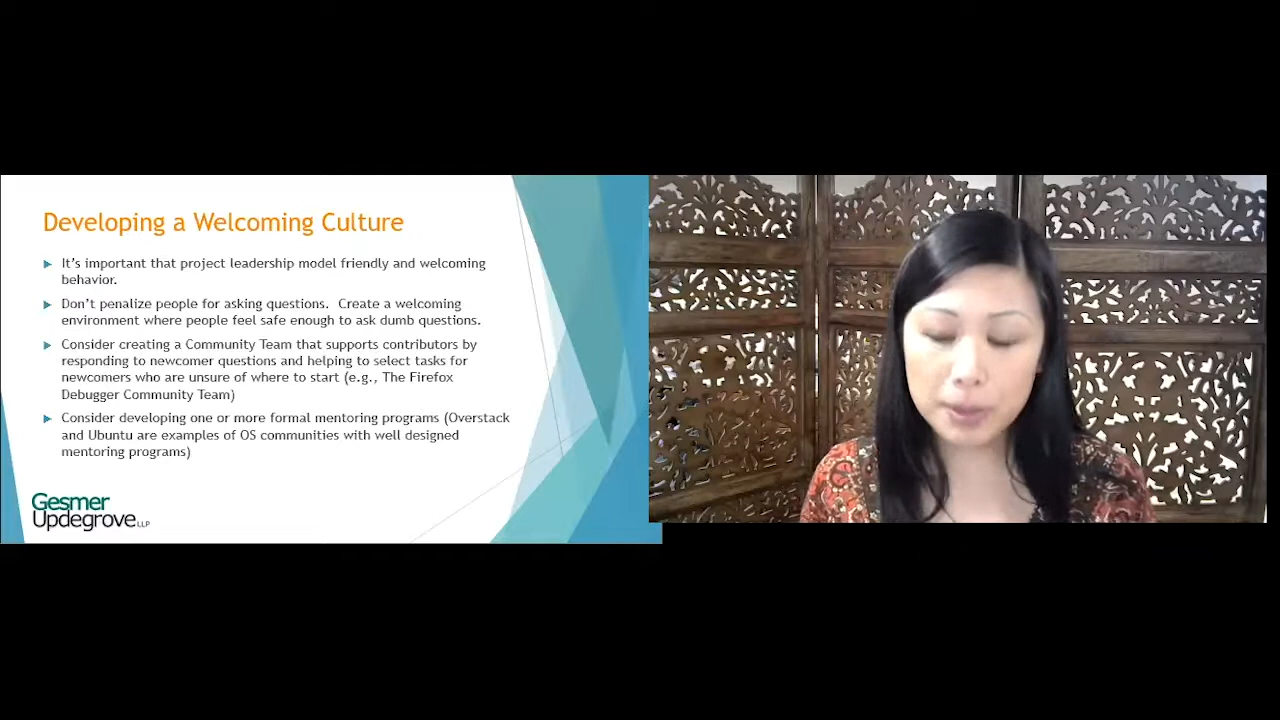 Developing a Welcoming Culture
It's important that project leadership model friendly and welcoming
behavior.
Don't penalize people for asking questions.  Create a welcoming
environment where people feel safe enough to ask dumb questions.
Consider creating a Community Team that supports contributors by
responding to newcomer questions and helping to select tasks for
newcomers who are unsure of where to start (e.g., The Firefox
Debugger Community Team)
Consider developing one or more formal mentoring programs (Overstack
and Ubuntu are examples of OS communities with well designed
mentoring programs)
Gesmer
Updegrove LLP